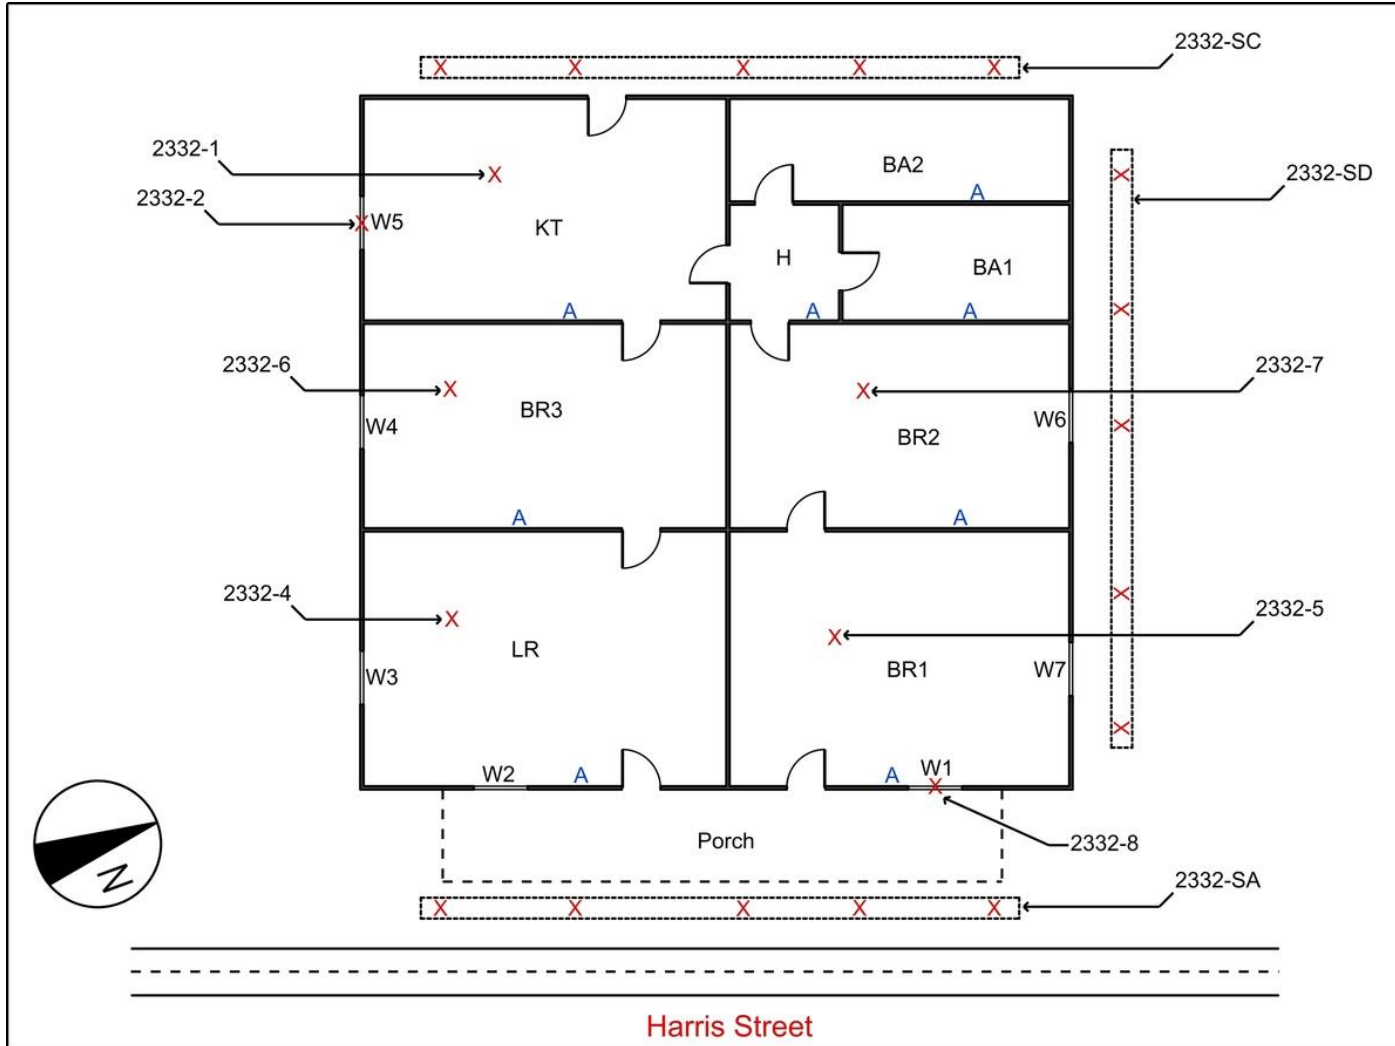 2332-SC
2332-1
BA2
2332-SD
2332-2
W5
KT
A
H
BA1
A
A
A
2332-6
2332-7
BR3
W4
W6
BR2
A
A
2332-4
2332-5
LR
W3
BR1
W7
W2
A
A
W1
Porch
2332-8
N
2332-SA
Harris Street